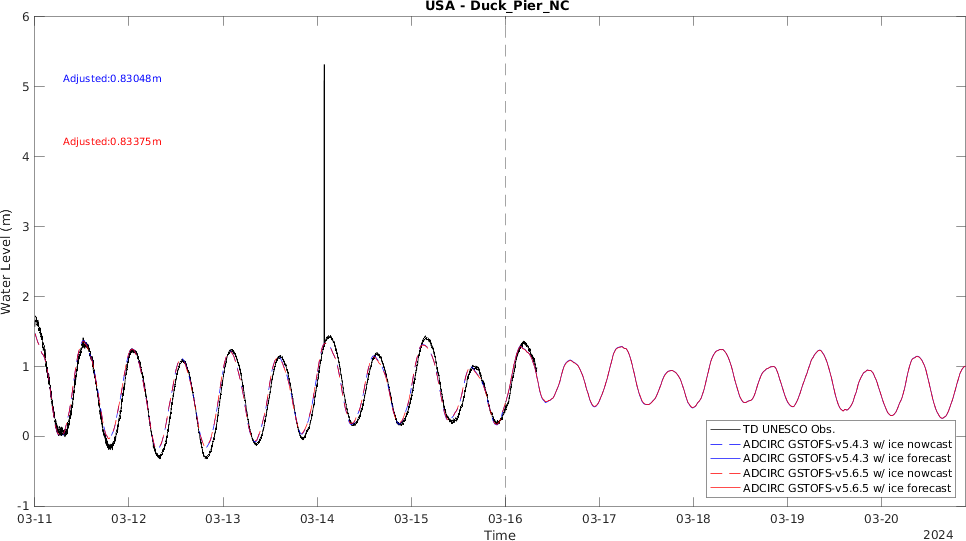 USA - Duck_Pier_NC
6
5
4
3
2
1
0
-1
Water Level (m)
Adjusted:0.83048m
Adjusted:0.83375m
TD UNESCO Obs.
ADCIRC GSTOFS-v5.4.3 w/ ice nowcast
ADCIRC GSTOFS-v5.4.3 w/ ice forecast
ADCIRC GSTOFS-v5.6.5 w/ ice nowcast
ADCIRC GSTOFS-v5.6.5 w/ ice forecast
03-11 03-12 03-13 03-14 03-15 03-16 03-17 03-18 03-19 03-20
Time
2024